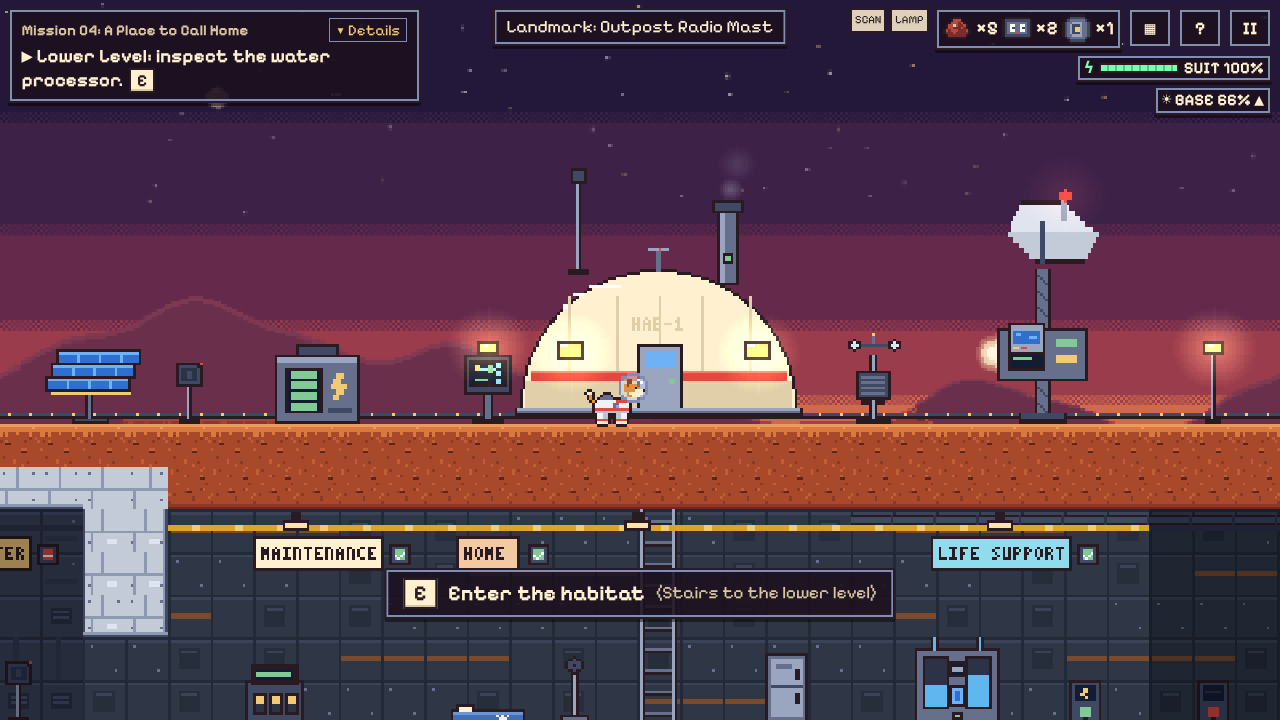 Mission 04: A Place to Call Home
▾ Details
▶ Lower Level: inspect the water
processor. E
Landmark: Outpost Radio Mast
SCAN
LAMP
×9 ×2 ×1
?
II
SUIT 100%
☀ BASE 66% ▲
HAB-1
TER
MAINTENANCE
HOME
LIFE SUPPORT
E Enter the habitat (Stairs to the lower level)